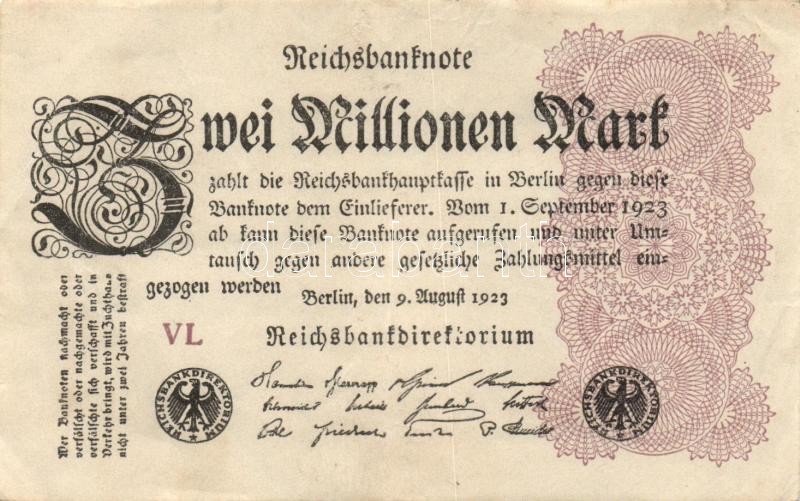 Reichsbanknote
Zwei Millionen Mark
zahlt die Reichsbankhauptkasse in Berlin gegen diese
Banknote dem Einlieferer. Vom 1. September 1923
ab kann diese Banknote aufgerufen und unter Um-
tausch gegen andere gesetzliche Zahlungsmittel ein-
gezogen werden
Berlin, den 9. August 1923
VL
Reichsbankdirektorium
Wer Banknoten nachmacht oder
verfälscht oder nachgemachte oder
verfälschte sich verschafft und in
Verkehr bringt, wird mit Zuchthaus
nicht unter zwei Jahren bestraft
REICHSBANKDIREKTORIUM
REICHSBANKDIREKTORIUM